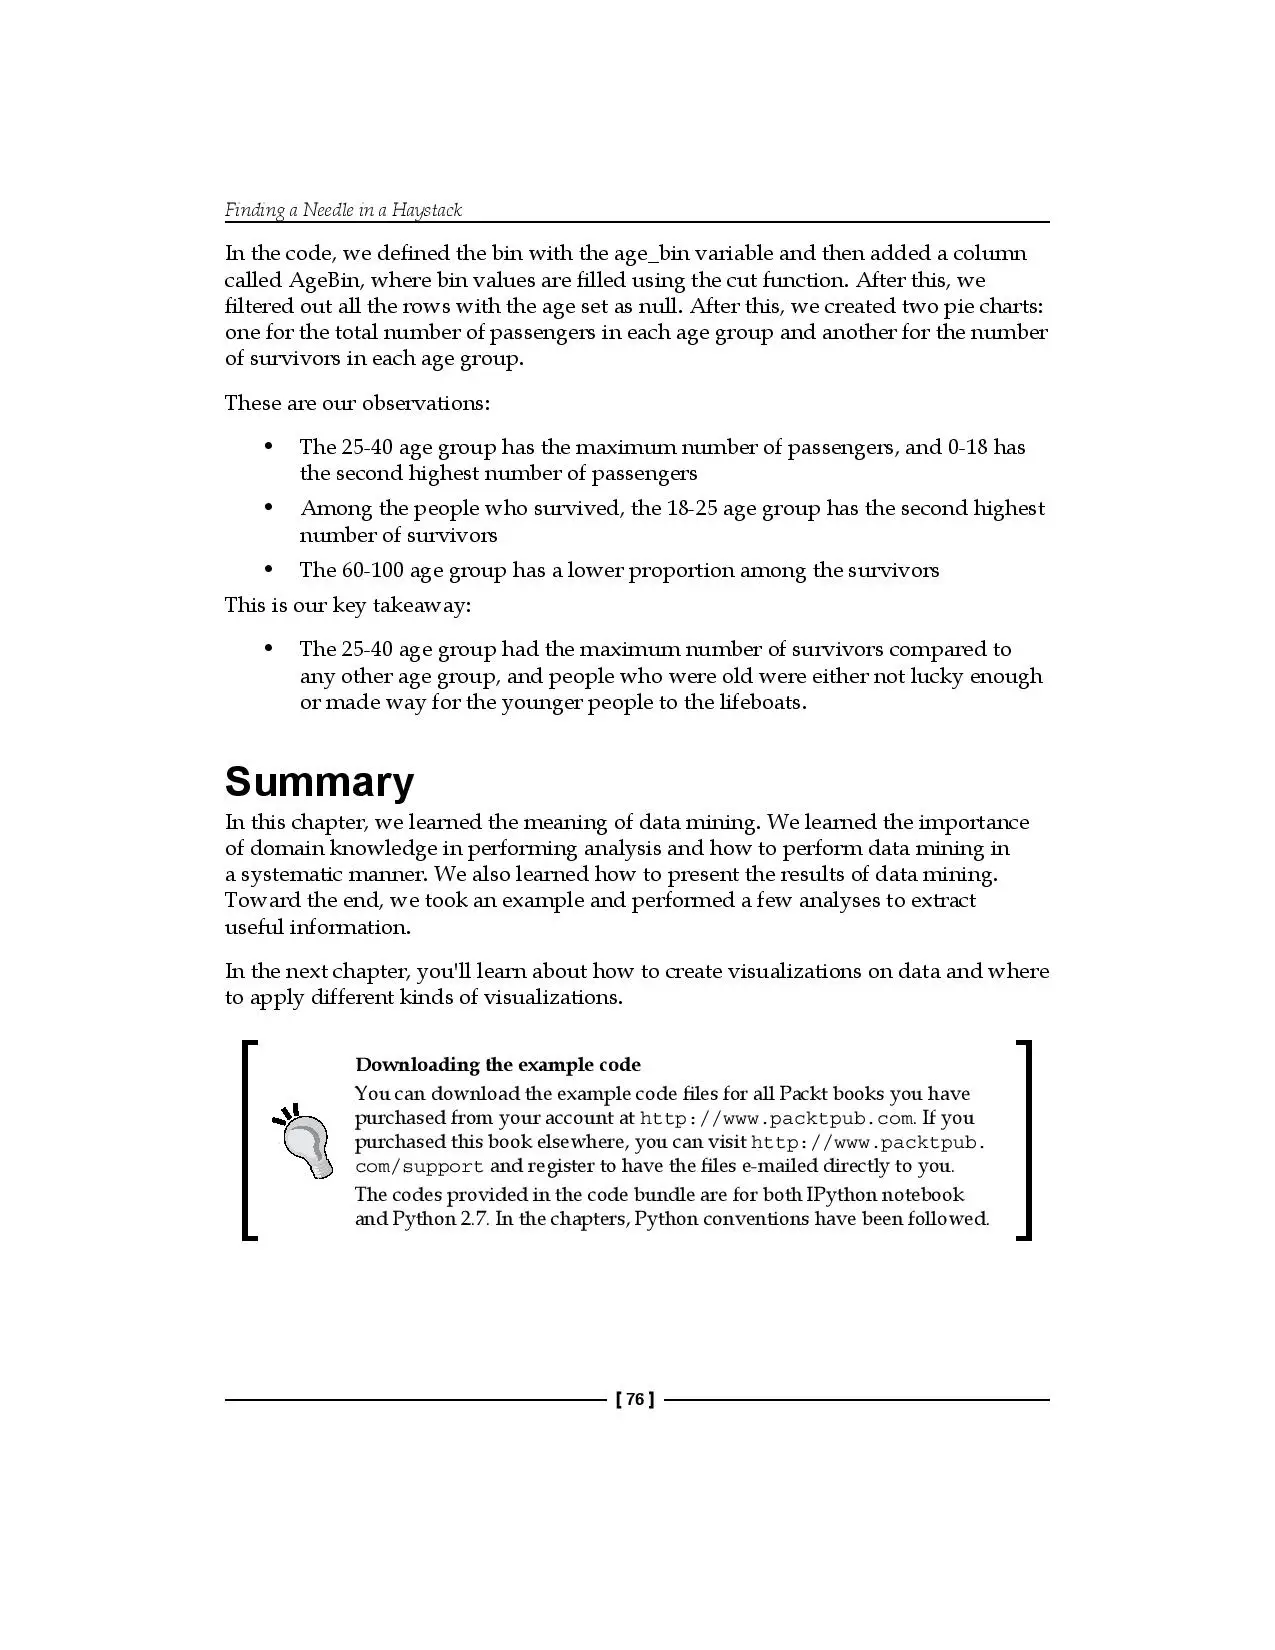 Finding a Needle in a Haystack
In the code, we defined the bin with the age_bin variable and then added a column
called AgeBin, where bin values are filled using the cut function. After this, we
filtered out all the rows with the age set as null. After this, we created two pie charts:
one for the total number of passengers in each age group and another for the number
of survivors in each age group.
These are our observations:
• The 25-40 age group has the maximum number of passengers, and 0-18 has
the second highest number of passengers
• Among the people who survived, the 18-25 age group has the second highest
number of survivors
• The 60-100 age group has a lower proportion among the survivors
This is our key takeaway:
• The 25-40 age group had the maximum number of survivors compared to
any other age group, and people who were old were either not lucky enough
or made way for the younger people to the lifeboats.
Summary
In this chapter, we learned the meaning of data mining. We learned the importance
of domain knowledge in performing analysis and how to perform data mining in
a systematic manner. We also learned how to present the results of data mining.
Toward the end, we took an example and performed a few analyses to extract
useful information.
In the next chapter, you'll learn about how to create visualizations on data and where
to apply different kinds of visualizations.
Downloading the example code
You can download the example code files for all Packt books you have
purchased from your account at http://www.packtpub.com. If you
purchased this book elsewhere, you can visit http://www.packtpub.
com/support and register to have the files e-mailed directly to you.
The codes provided in the code bundle are for both IPython notebook
and Python 2.7. In the chapters, Python conventions have been followed.
[ 76 ]